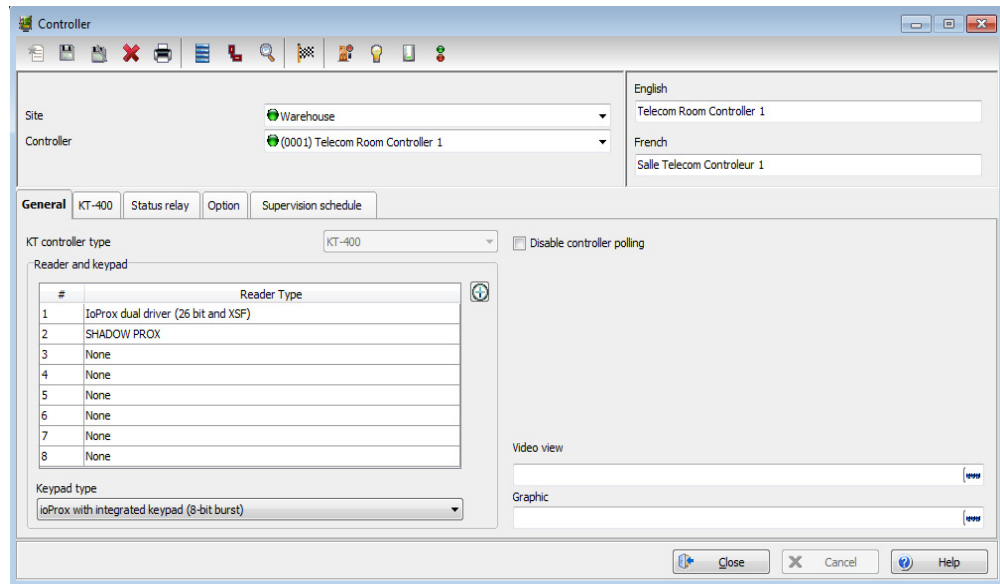 Controller
English
Site
Warehouse
Telecom Room Controller 1
Controller
(0001) Telecom Room Controller 1
French
Salle Telecom Controleur 1
General
KT-400
Status relay
Option
Supervision schedule
KT controller type
KT-400
Disable controller polling
Reader and keypad
# Reader Type
1 IoProx dual driver (26 bit and XSF)
2 SHADOW PROX
3 None
4 None
5 None
6 None
7 None
8 None
Video view
Keypad type
ioProx with integrated keypad (8-bit burst)
Graphic
Close
Cancel
Help